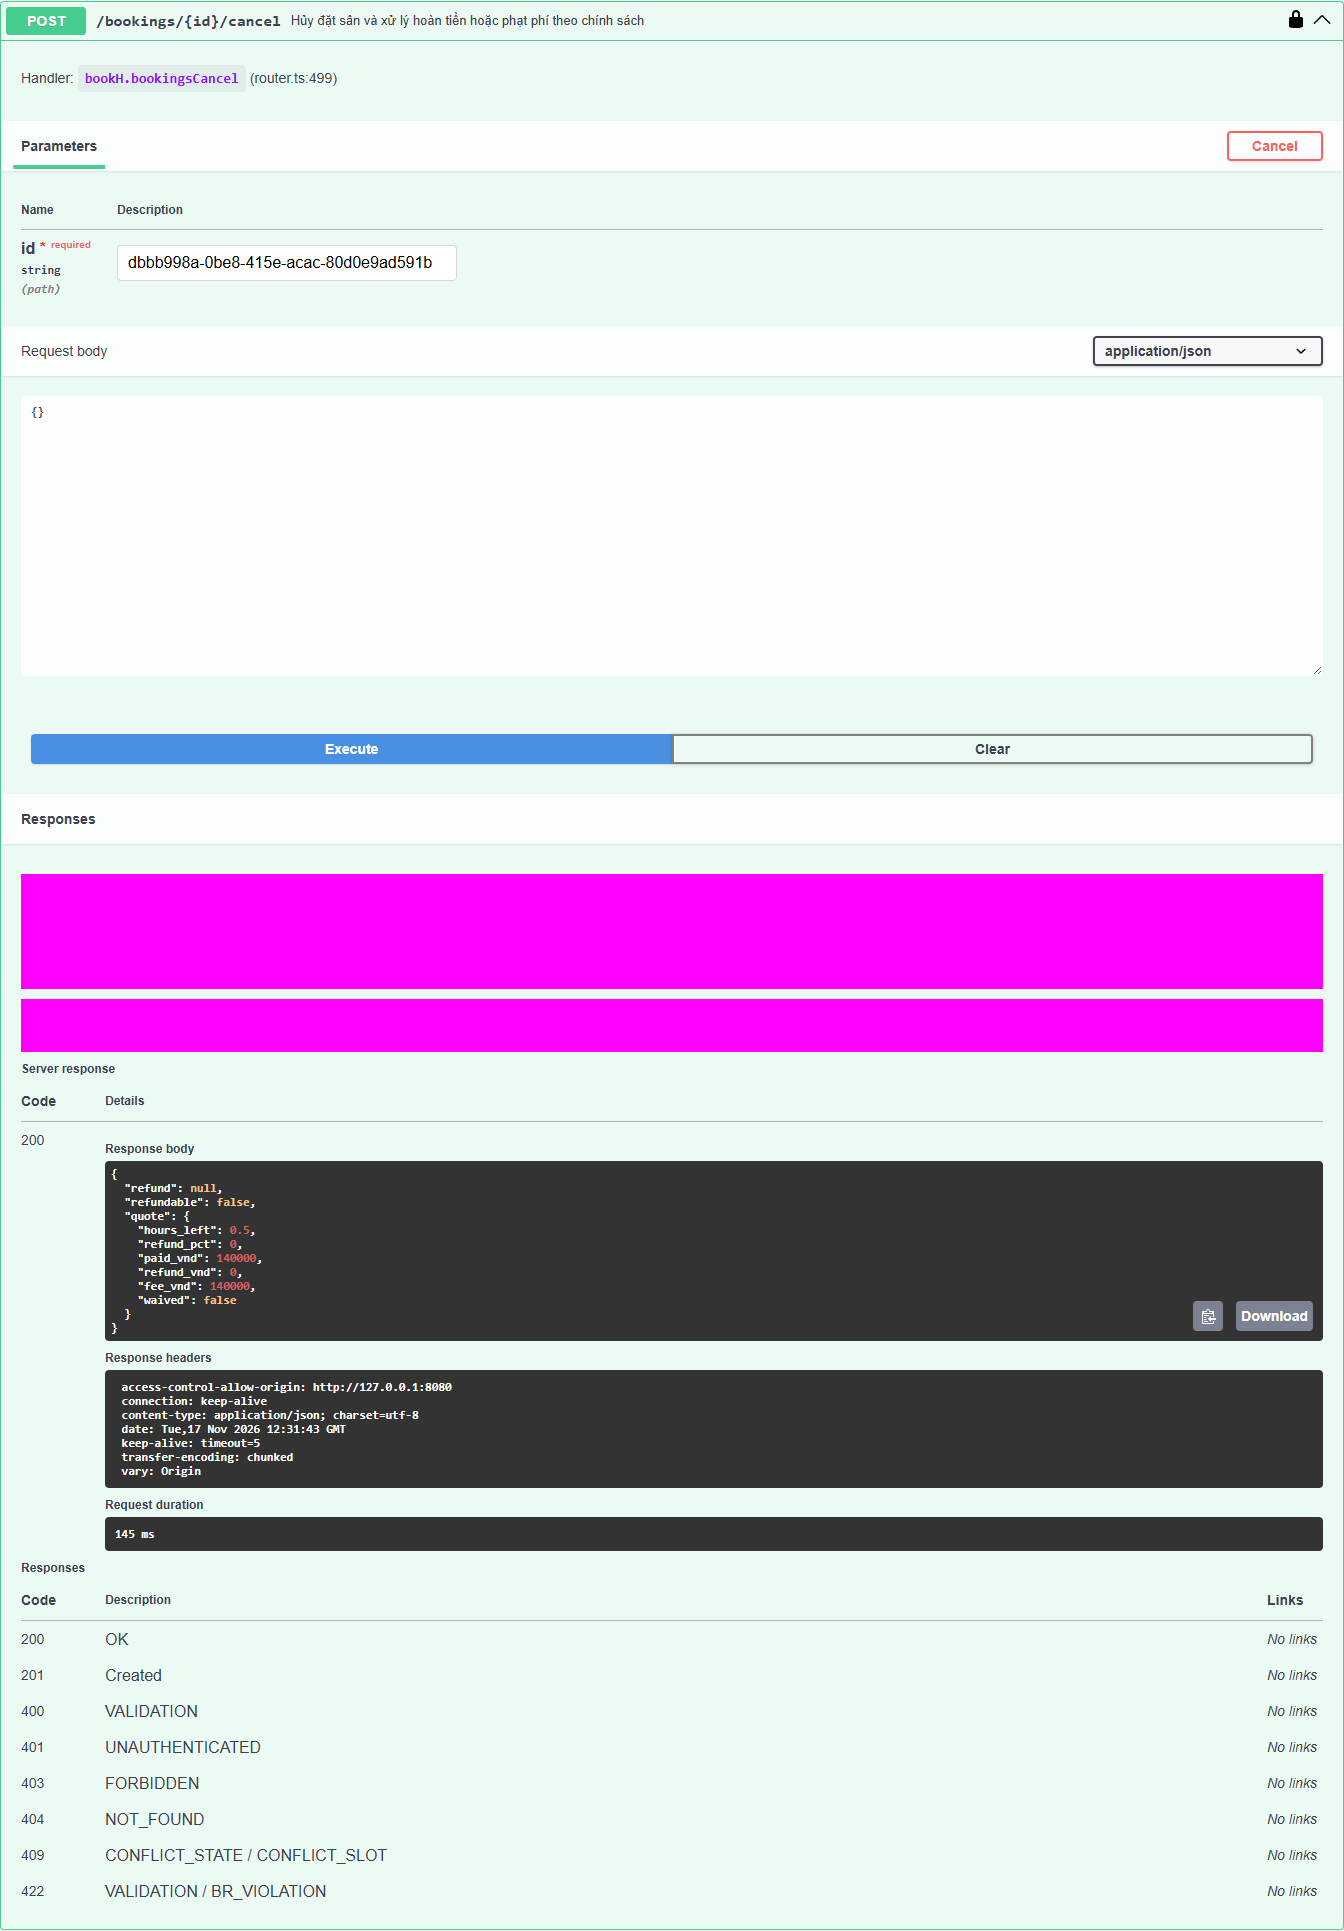 POST /bookings/{id}/cancel Hủy đặt sân và xử lý hoàn tiền hoặc phạt phí theo chính sách
Handler: bookH.bookingsCancel (router.ts:499)
Parameters
Cancel
Name Description
id * required
string
(path)
dbbb998a-0be8-415e-acac-80d0e9ad591b
Request body
application/json
{}
Execute
Clear
Responses
Server response
Code Details
200
Response body
{
  "refund": null,
  "refundable": false,
  "quote": {
    "hours_left": 0.5,
    "refund_pct": 0,
    "paid_vnd": 140000,
    "refund_vnd": 0,
    "fee_vnd": 140000,
    "waived": false
  }
}
Download
Response headers
access-control-allow-origin: http://127.0.0.1:8080
connection: keep-alive
content-type: application/json; charset=utf-8
date: Tue,17 Nov 2026 12:31:43 GMT
keep-alive: timeout=5
transfer-encoding: chunked
vary: Origin
Request duration
145 ms
Responses
Code Description Links
200 OK No links
201 Created No links
400 VALIDATION No links
401 UNAUTHENTICATED No links
403 FORBIDDEN No links
404 NOT_FOUND No links
409 CONFLICT_STATE / CONFLICT_SLOT No links
422 VALIDATION / BR_VIOLATION No links